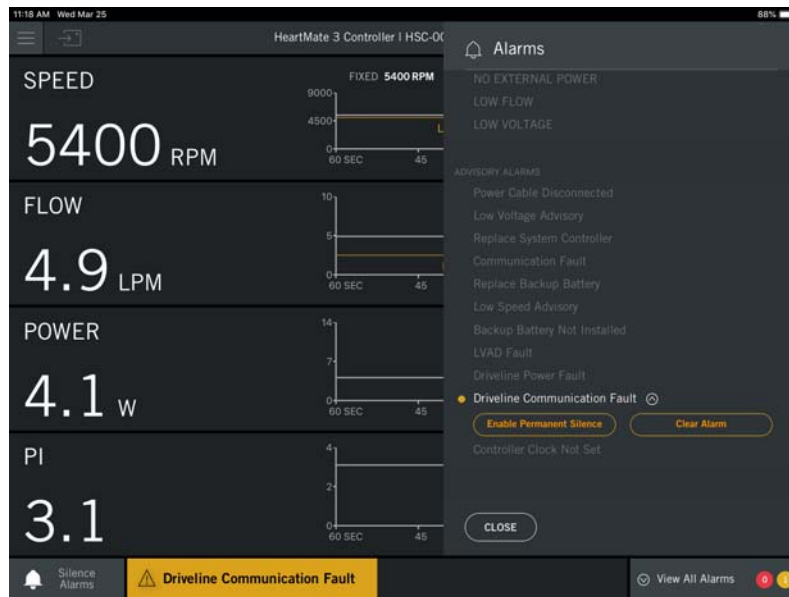 11:18 AM Wed Mar 25
88%
HeartMate 3 Controller I HSC-00
SPEED
5400 RPM
FIXED 5400 RPM
9000
4500
0
60 SEC 45
L
FLOW
4.9 LPM
10
5
0
60 SEC 45
POWER
4.1 W
14
7
0
60 SEC 45
PI
3.1
4
2
0
60 SEC 45
Alarms
NO EXTERNAL POWER
LOW FLOW
LOW VOLTAGE
ADVISORY ALARMS
Power Cable Disconnected
Low Voltage Advisory
Replace System Controller
Communication Fault
Replace Backup Battery
Low Speed Advisory
Backup Battery Not Installed
LVAD Fault
Driveline Power Fault
Driveline Communication Fault
Enable Permanent Silence
Clear Alarm
Controller Clock Not Set
CLOSE
Silence
Alarms
Driveline Communication Fault
View All Alarms
0
1